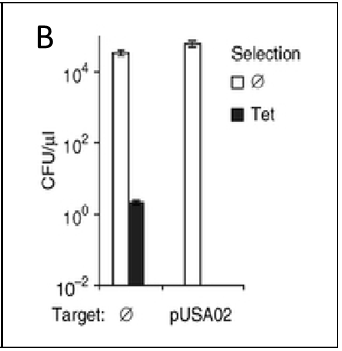 B
Selection
∅
Tet
CFU/µl
10⁴
10²
10⁰
10⁻²
Target: ∅ pUSA02